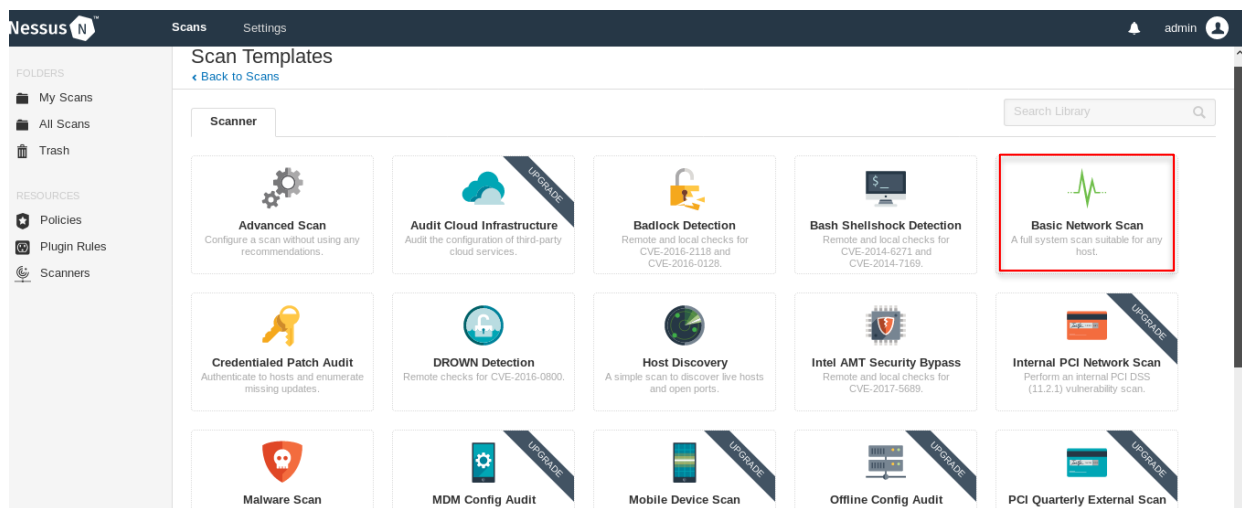 Nessus N
Scans
Settings
admin
FOLDERS
My Scans
All Scans
Trash
RESOURCES
Policies
Plugin Rules
Scanners
Scan Templates
Back to Scans
Scanner
Search Library
Advanced Scan
Configure a scan without using any
recommendations.
UPGRADE
Audit Cloud Infrastructure
Audit the configuration of third-party
cloud services.
Badlock Detection
Remote and local checks for
CVE-2016-2118 and
CVE-2016-0128.
$_
Bash Shellshock Detection
Remote and local checks for
CVE-2014-6271 and
CVE-2014-7169.
Basic Network Scan
A full system scan suitable for any
host.
Credentialed Patch Audit
Authenticate to hosts and enumerate
missing updates.
DROWN Detection
Remote checks for CVE-2016-0800.
Host Discovery
A simple scan to discover live hosts
and open ports.
Intel AMT Security Bypass
Remote and local checks for
CVE-2017-5689.
UPGRADE
Internal PCI Network Scan
Perform an internal PCI DSS
(11.2.1) vulnerability scan.
Malware Scan
UPGRADE
MDM Config Audit
UPGRADE
Mobile Device Scan
UPGRADE
Offline Config Audit
UPGRADE
PCI Quarterly External Scan